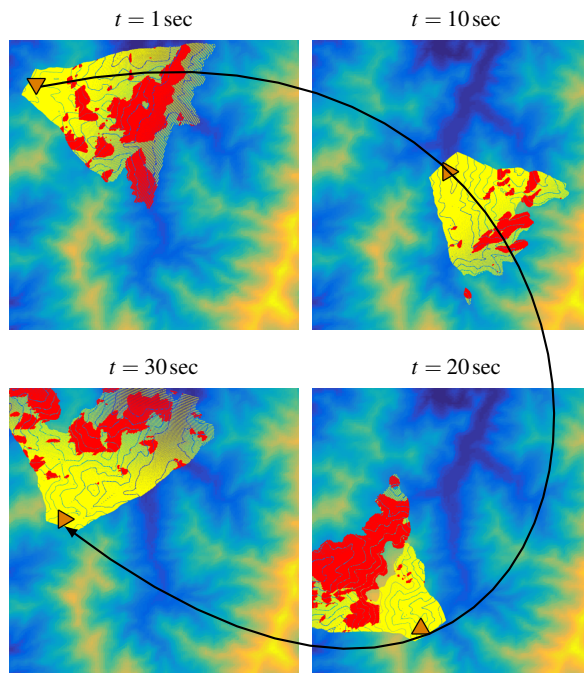 t = 1 sec
t = 10 sec
t = 30 sec
t = 20 sec